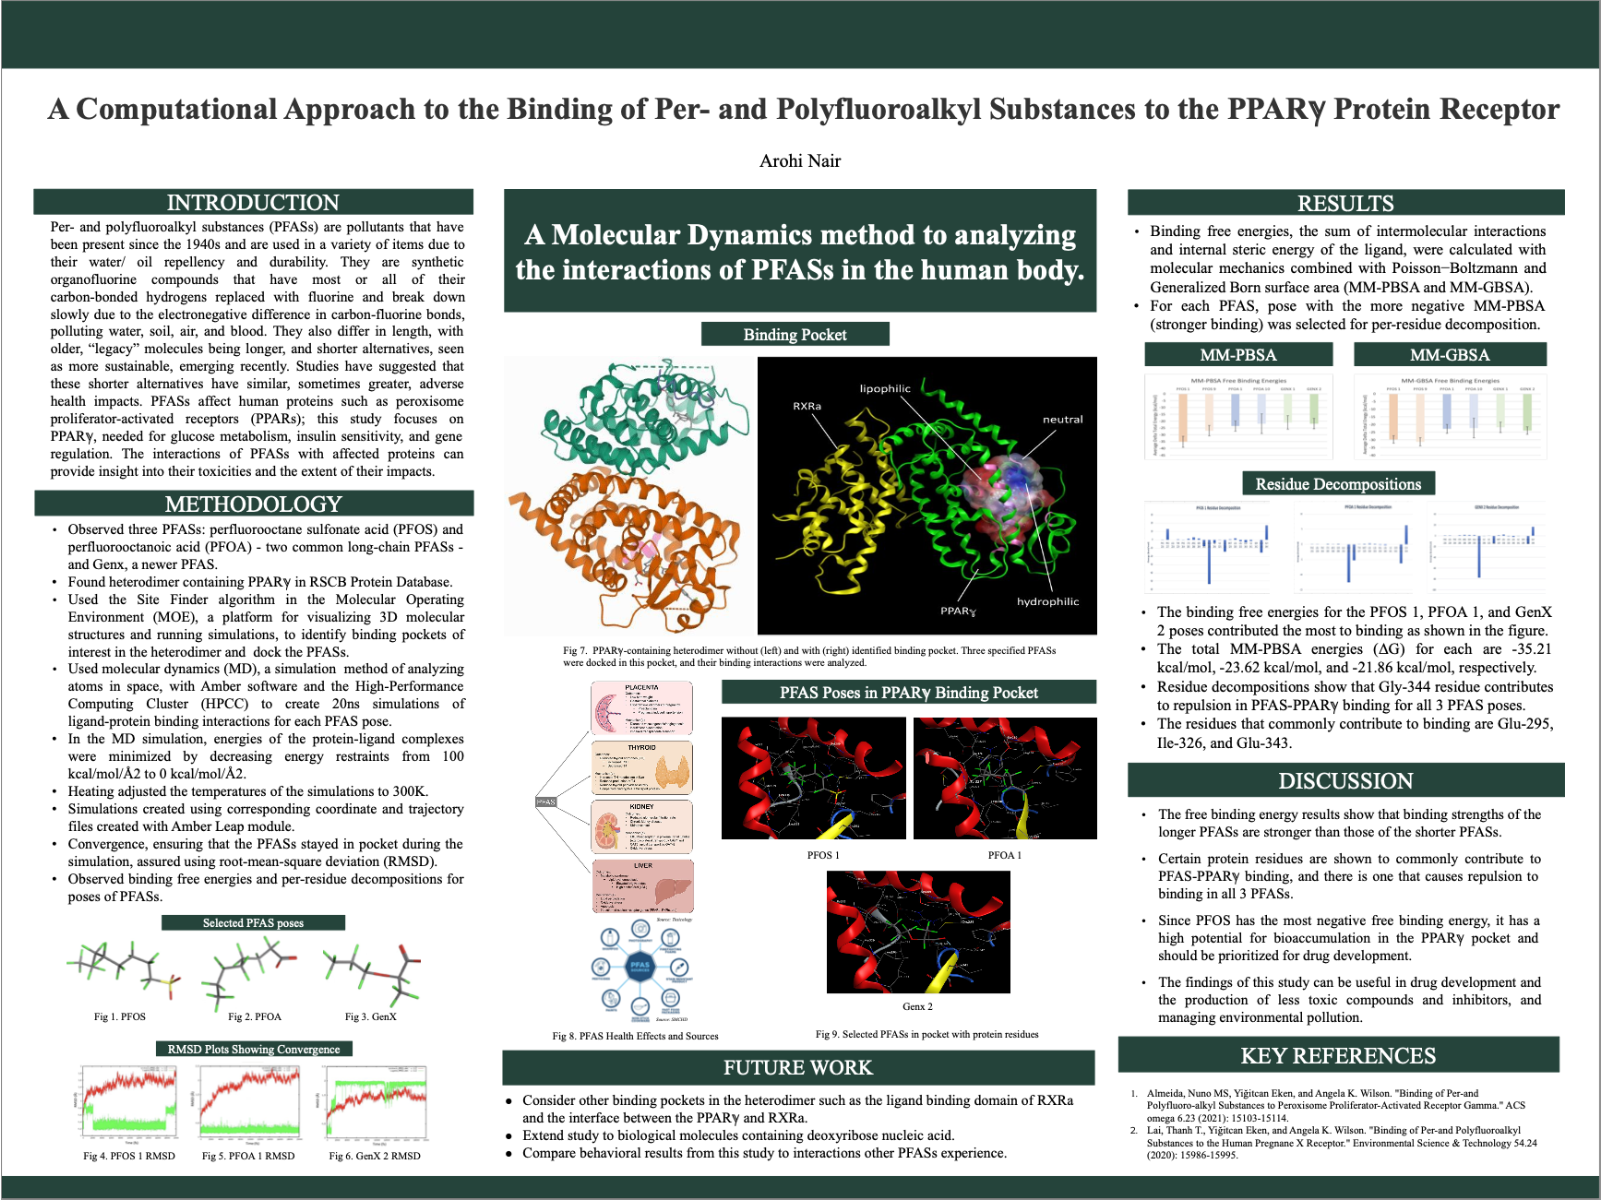 A Computational Approach to the Binding of Per- and Polyfluoroalkyl Substances to the PPARγ Protein Receptor
Arohi Nair
INTRODUCTION
Per- and polyfluoroalkyl substances (PFASs) are pollutants that have
been present since the 1940s and are used in a variety of items due to
their water/ oil repellency and durability. They are synthetic
organofluorine compounds that have most or all of their
carbon-bonded hydrogens replaced with fluorine and break down
slowly due to the electronegative difference in carbon-fluorine bonds,
polluting water, soil, air, and blood. They also differ in length, with
older, “legacy” molecules being longer, and shorter alternatives, seen
as more sustainable, emerging recently. Studies have suggested that
these shorter alternatives have similar, sometimes greater, adverse
health impacts. PFASs affect human proteins such as peroxisome
proliferator-activated receptors (PPARs); this study focuses on
PPARγ, needed for glucose metabolism, insulin sensitivity, and gene
regulation. The interactions of PFASs with affected proteins can
provide insight into their toxicities and the extent of their impacts.
METHODOLOGY
• Observed three PFASs: perfluorooctane sulfonate acid (PFOS) and
perfluorooctanoic acid (PFOA) - two common long-chain PFASs -
and Genx, a newer PFAS.
• Found heterodimer containing PPARγ in RSCB Protein Database.
• Used the Site Finder algorithm in the Molecular Operating
Environment (MOE), a platform for visualizing 3D molecular
structures and running simulations, to identify binding pockets of
interest in the heterodimer and dock the PFASs.
• Used molecular dynamics (MD), a simulation method of analyzing
atoms in space, with Amber software and the High-Performance
Computing Cluster (HPCC) to create 20ns simulations of
ligand-protein binding interactions for each PFAS pose.
• In the MD simulation, energies of the protein-ligand complexes
were minimized by decreasing energy restraints from 100
kcal/mol/Å2 to 0 kcal/mol/Å2.
• Heating adjusted the temperatures of the simulations to 300K.
• Simulations created using corresponding coordinate and trajectory
files created with Amber Leap module.
• Convergence, ensuring that the PFASs stayed in pocket during the
simulation, assured using root-mean-square deviation (RMSD).
• Observed binding free energies and per-residue decompositions for
poses of PFASs.
Selected PFAS poses
Fig 1. PFOS
Fig 2. PFOA
Fig 3. GenX
RMSD Plots Showing Convergence
Fig 4. PFOS 1 RMSD
Fig 5. PFOA 1 RMSD
Fig 6. GenX 2 RMSD
A Molecular Dynamics method to analyzing
the interactions of PFASs in the human body.
Binding Pocket
RXRa
lipophilic
neutral
PPARγ
hydrophilic
Fig 7. PPARγ-containing heterodimer without (left) and with (right) identified binding pocket. Three specified PFASs
were docked in this pocket, and their binding interactions were analyzed.
PFAS
PLACENTA
THYROID
KIDNEY
LIVER
PFAS
Fig 8. PFAS Health Effects and Sources
PFAS Poses in PPARγ Binding Pocket
PFOS 1
PFOA 1
Genx 2
Fig 9. Selected PFASs in pocket with protein residues
FUTURE WORK
● Consider other binding pockets in the heterodimer such as the ligand binding domain of RXRa
and the interface between the PPARγ and RXRa.
● Extend study to biological molecules containing deoxyribose nucleic acid.
● Compare behavioral results from this study to interactions other PFASs experience.
RESULTS
• Binding free energies, the sum of intermolecular interactions
and internal steric energy of the ligand, were calculated with
molecular mechanics combined with Poisson−Boltzmann and
Generalized Born surface area (MM-PBSA and MM-GBSA).
• For each PFAS, pose with the more negative MM-PBSA
(stronger binding) was selected for per-residue decomposition.
MM-PBSA
MM-GBSA
MM-PBSA Free Binding Energies
MM-GBSA Free Binding Energies
Residue Decompositions
• The binding free energies for the PFOS 1, PFOA 1, and GenX
2 poses contributed the most to binding as shown in the figure.
• The total MM-PBSA energies (ΔG) for each are -35.21
kcal/mol, -23.62 kcal/mol, and -21.86 kcal/mol, respectively.
• Residue decompositions show that Gly-344 residue contributes
to repulsion in PFAS-PPARγ binding for all 3 PFAS poses.
• The residues that commonly contribute to binding are Glu-295,
Ile-326, and Glu-343.
DISCUSSION
• The free binding energy results show that binding strengths of the
longer PFASs are stronger than those of the shorter PFASs.
• Certain protein residues are shown to commonly contribute to
PFAS-PPARγ binding, and there is one that causes repulsion to
binding in all 3 PFASs.
• Since PFOS has the most negative free binding energy, it has a
high potential for bioaccumulation in the PPARγ pocket and
should be prioritized for drug development.
• The findings of this study can be useful in drug development and
the production of less toxic compounds and inhibitors, and
managing environmental pollution.
KEY REFERENCES
1. Almeida, Nuno MS, Yiğitcan Eken, and Angela K. Wilson. "Binding of Per-and
Polyfluoro-alkyl Substances to Peroxisome Proliferator-Activated Receptor Gamma." ACS
omega 6.23 (2021): 15103-15114.
2. Lai, Thanh T., Yiğitcan Eken, and Angela K. Wilson. "Binding of Per-and Polyfluoroalkyl
Substances to the Human Pregnane X Receptor." Environmental Science & Technology 54.24
(2020): 15986-15995.